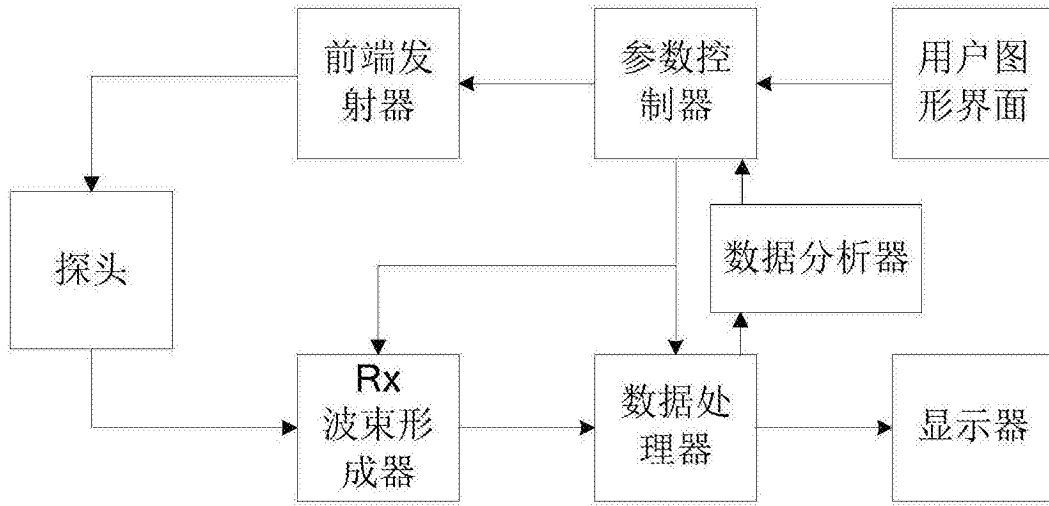 前端发
射器
参数控
制器
用户图
形界面
探头
数据分析器
Rx
波束形
成器
数据处
理器
显示器